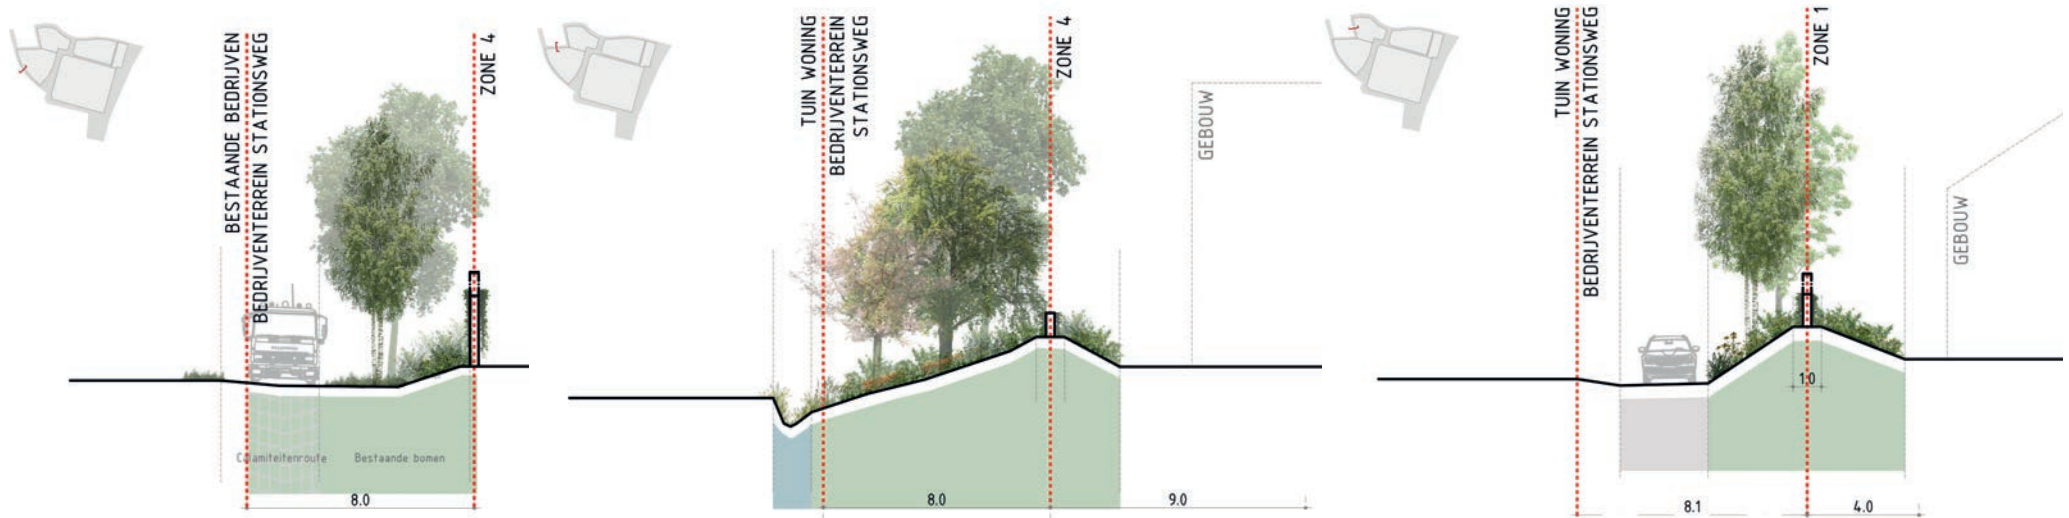 BESTAANDE BEDRIJVEN
BEDRIJVENTERREIN STATIONSWEG
ZONE 4
Calamiteitenroute
Bestaande bomen
8.0
TUIN WONING
BEDRIJVENTERREIN
STATIONSWEG
ZONE 4
GEBOUW
8.0
9.0
TUIN WONING
BEDRIJVENTERREIN STATIONSWEG
ZONE 1
GEBOUW
1.0
8.1
4.0